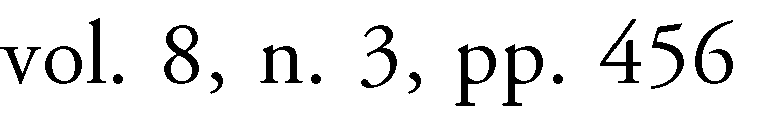 vol. 8, n. 3, pp. 456